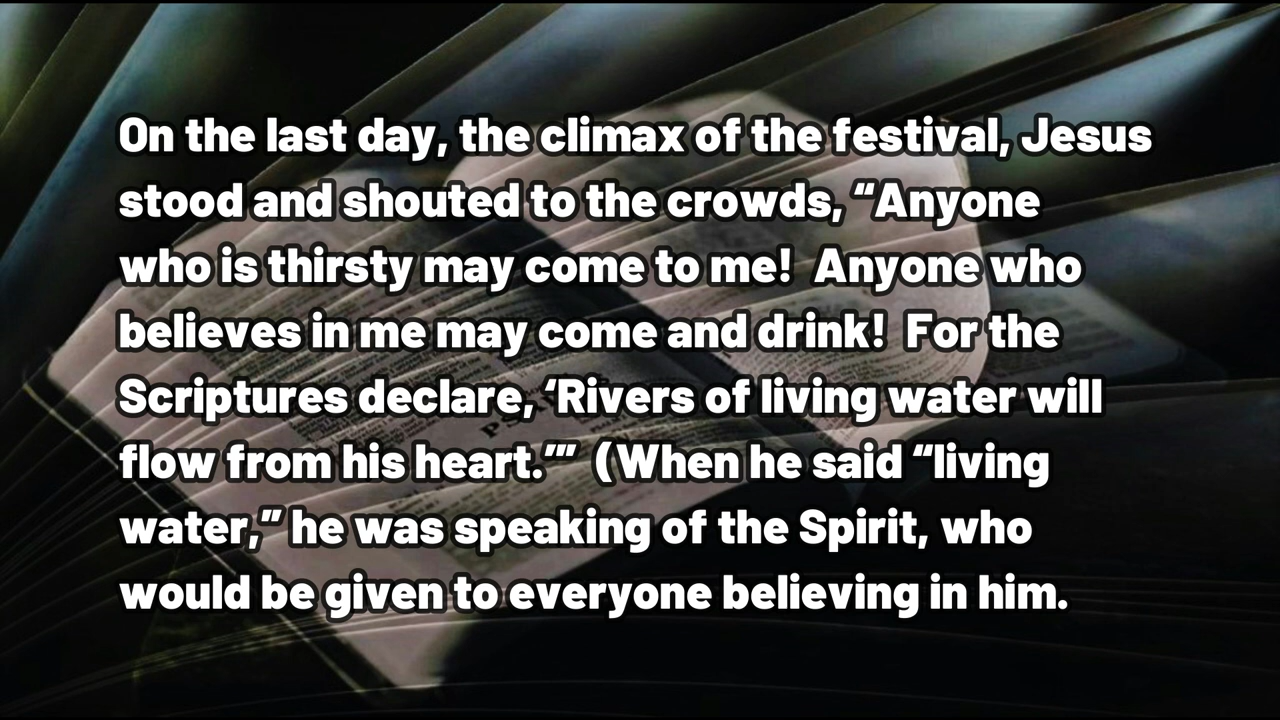 On the last day, the climax of the festival, Jesus
stood and shouted to the crowds, “Anyone
who is thirsty may come to me!  Anyone who
believes in me may come and drink!  For the
Scriptures declare, ‘Rivers of living water will
flow from his heart.’”  (When he said “living
water,” he was speaking of the Spirit, who
would be given to everyone believing in him.